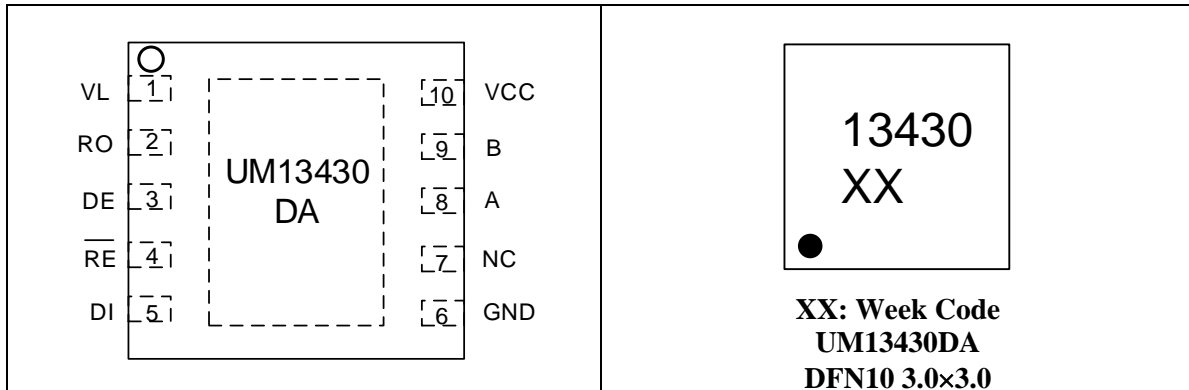 VL 1 10 VCC
RO 2 9 B
DE 3 8 A
R̅E̅ 4 7 NC
DI 5 6 GND
UM13430
DA
13430
XX
XX: Week Code
UM13430DA
DFN10 3.0×3.0